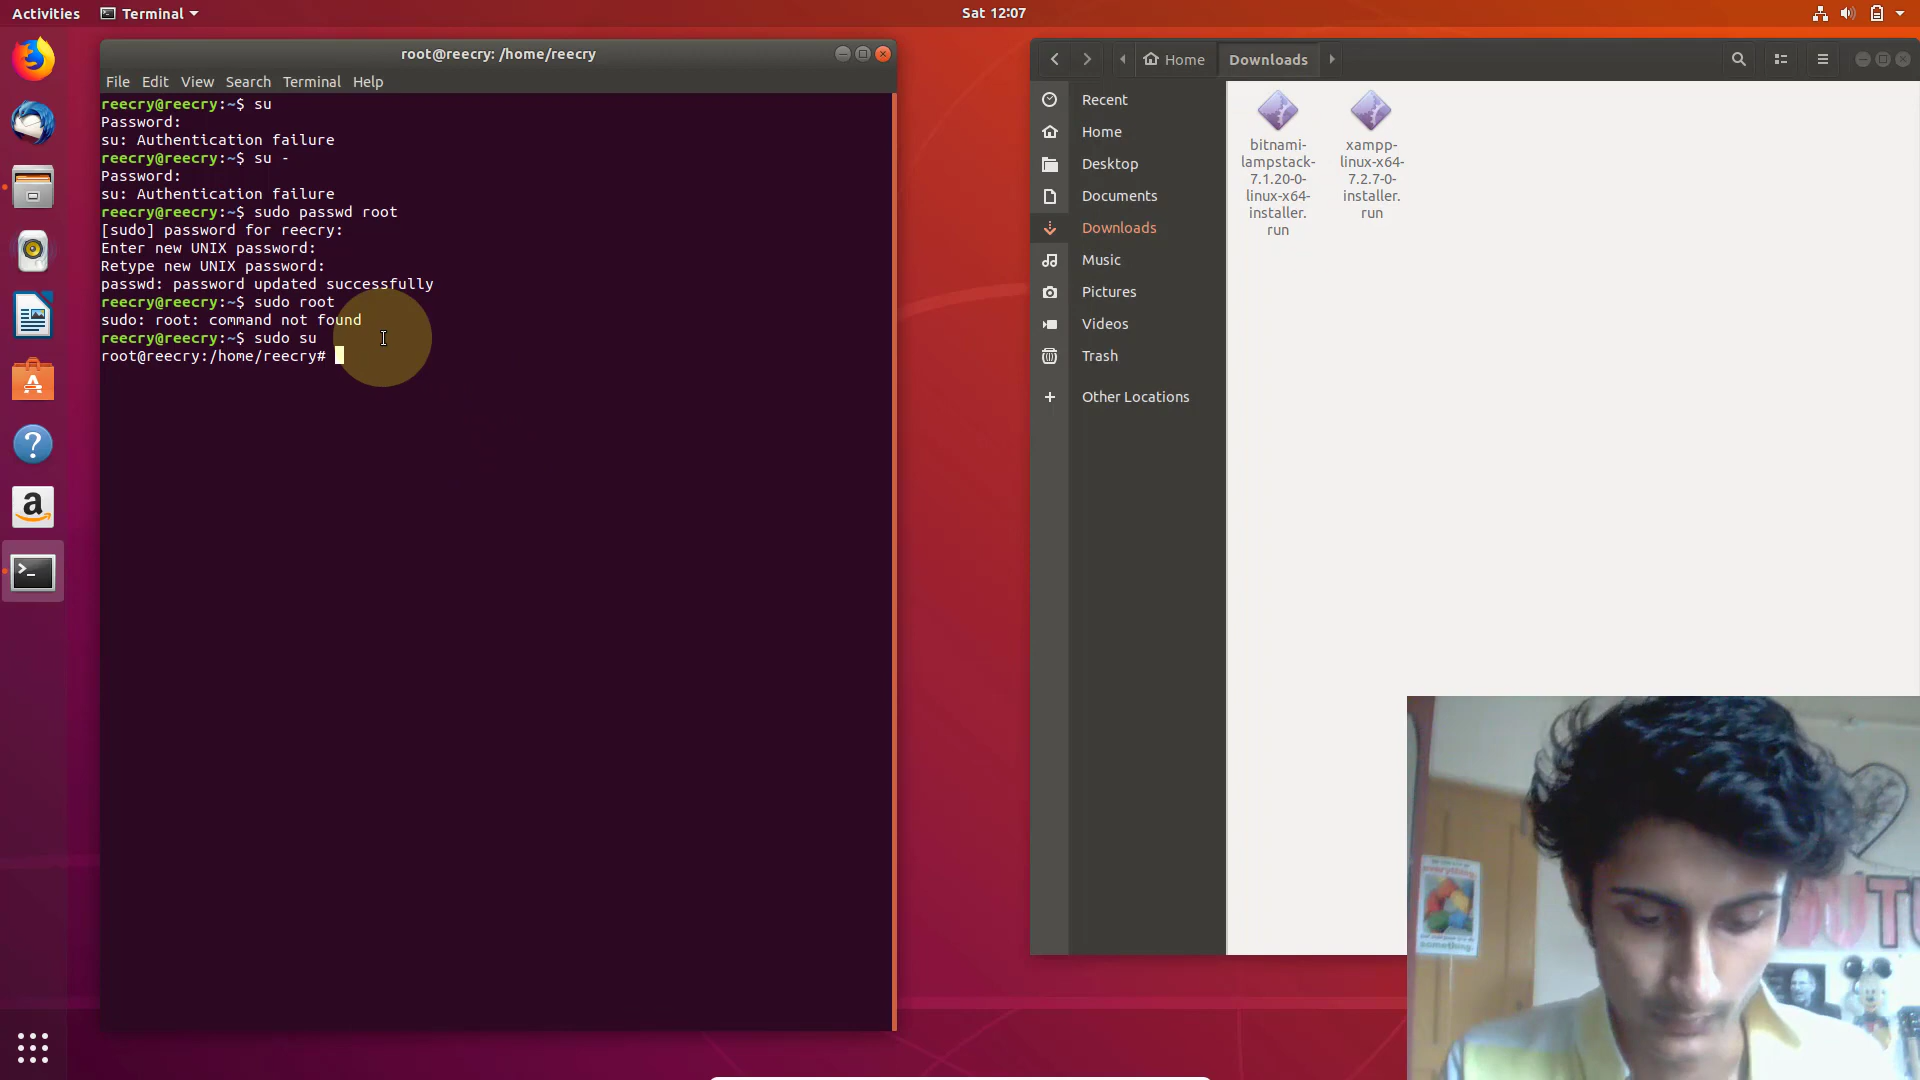 Activities
Terminal
Sat 12:07
root@reecry: /home/reecry
File Edit View Search Terminal Help
reecry@reecry:~$ su
Password:
su: Authentication failure
reecry@reecry:~$ su -
Password:
su: Authentication failure
reecry@reecry:~$ sudo passwd root
[sudo] password for reecry:
Enter new UNIX password:
Retype new UNIX password:
passwd: password updated successfully
reecry@reecry:~$ sudo root
sudo: root: command not found
reecry@reecry:~$ sudo su
root@reecry:/home/reecry#
Home
Downloads
Recent
Home
Desktop
Documents
Downloads
Music
Pictures
Videos
Trash
Other Locations
bitnami-
lampstack-
7.1.20-0-
linux-x64-
installer.
run
xampp-
linux-x64-
7.2.7-0-
installer.
run
everything
something.